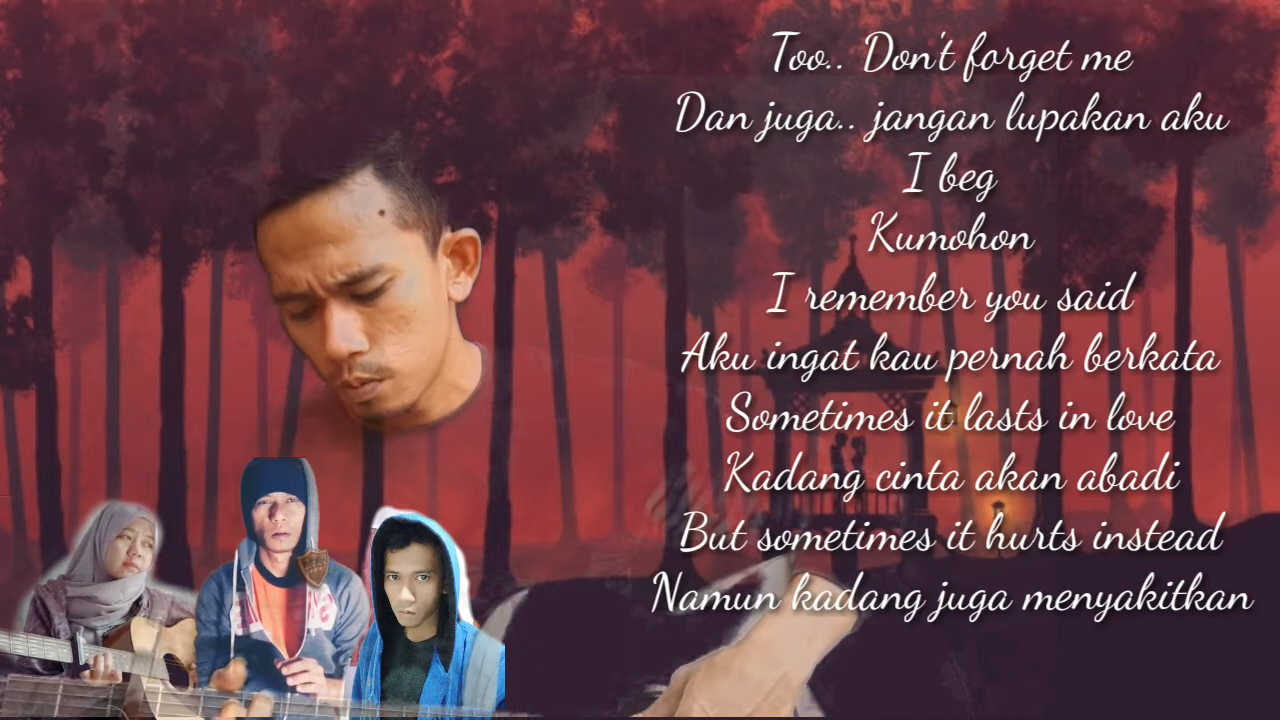 Too.. Don't forget me
Dan juga.. jangan lupakan aku
I beg
Kumohon
I remember you said
Aku ingat kau pernah berkata
Sometimes it lasts in love
Kadang cinta akan abadi
But sometimes it hurts instead
Namun kadang juga menyakitkan